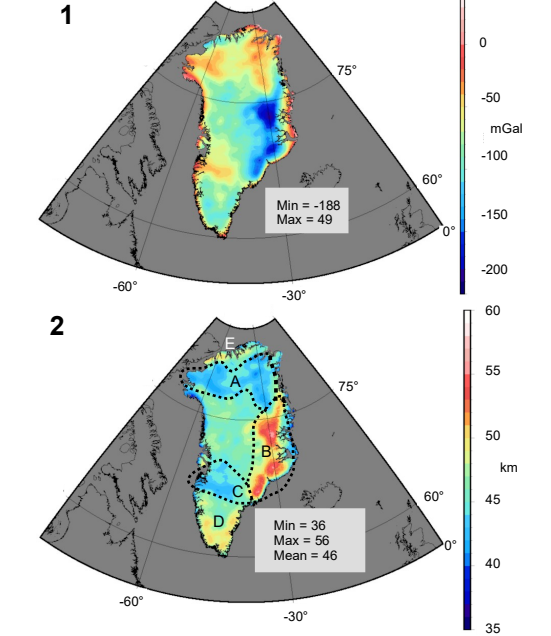 1
0
-50
mGal
-100
-150
-200
75°
60°
0°
-30°
-60°
Min = -188
Max = 49
2
60
55
50
km
45
40
35
E
A
B
C
D
75°
60°
0°
-30°
-60°
Min = 36
Max = 56
Mean = 46